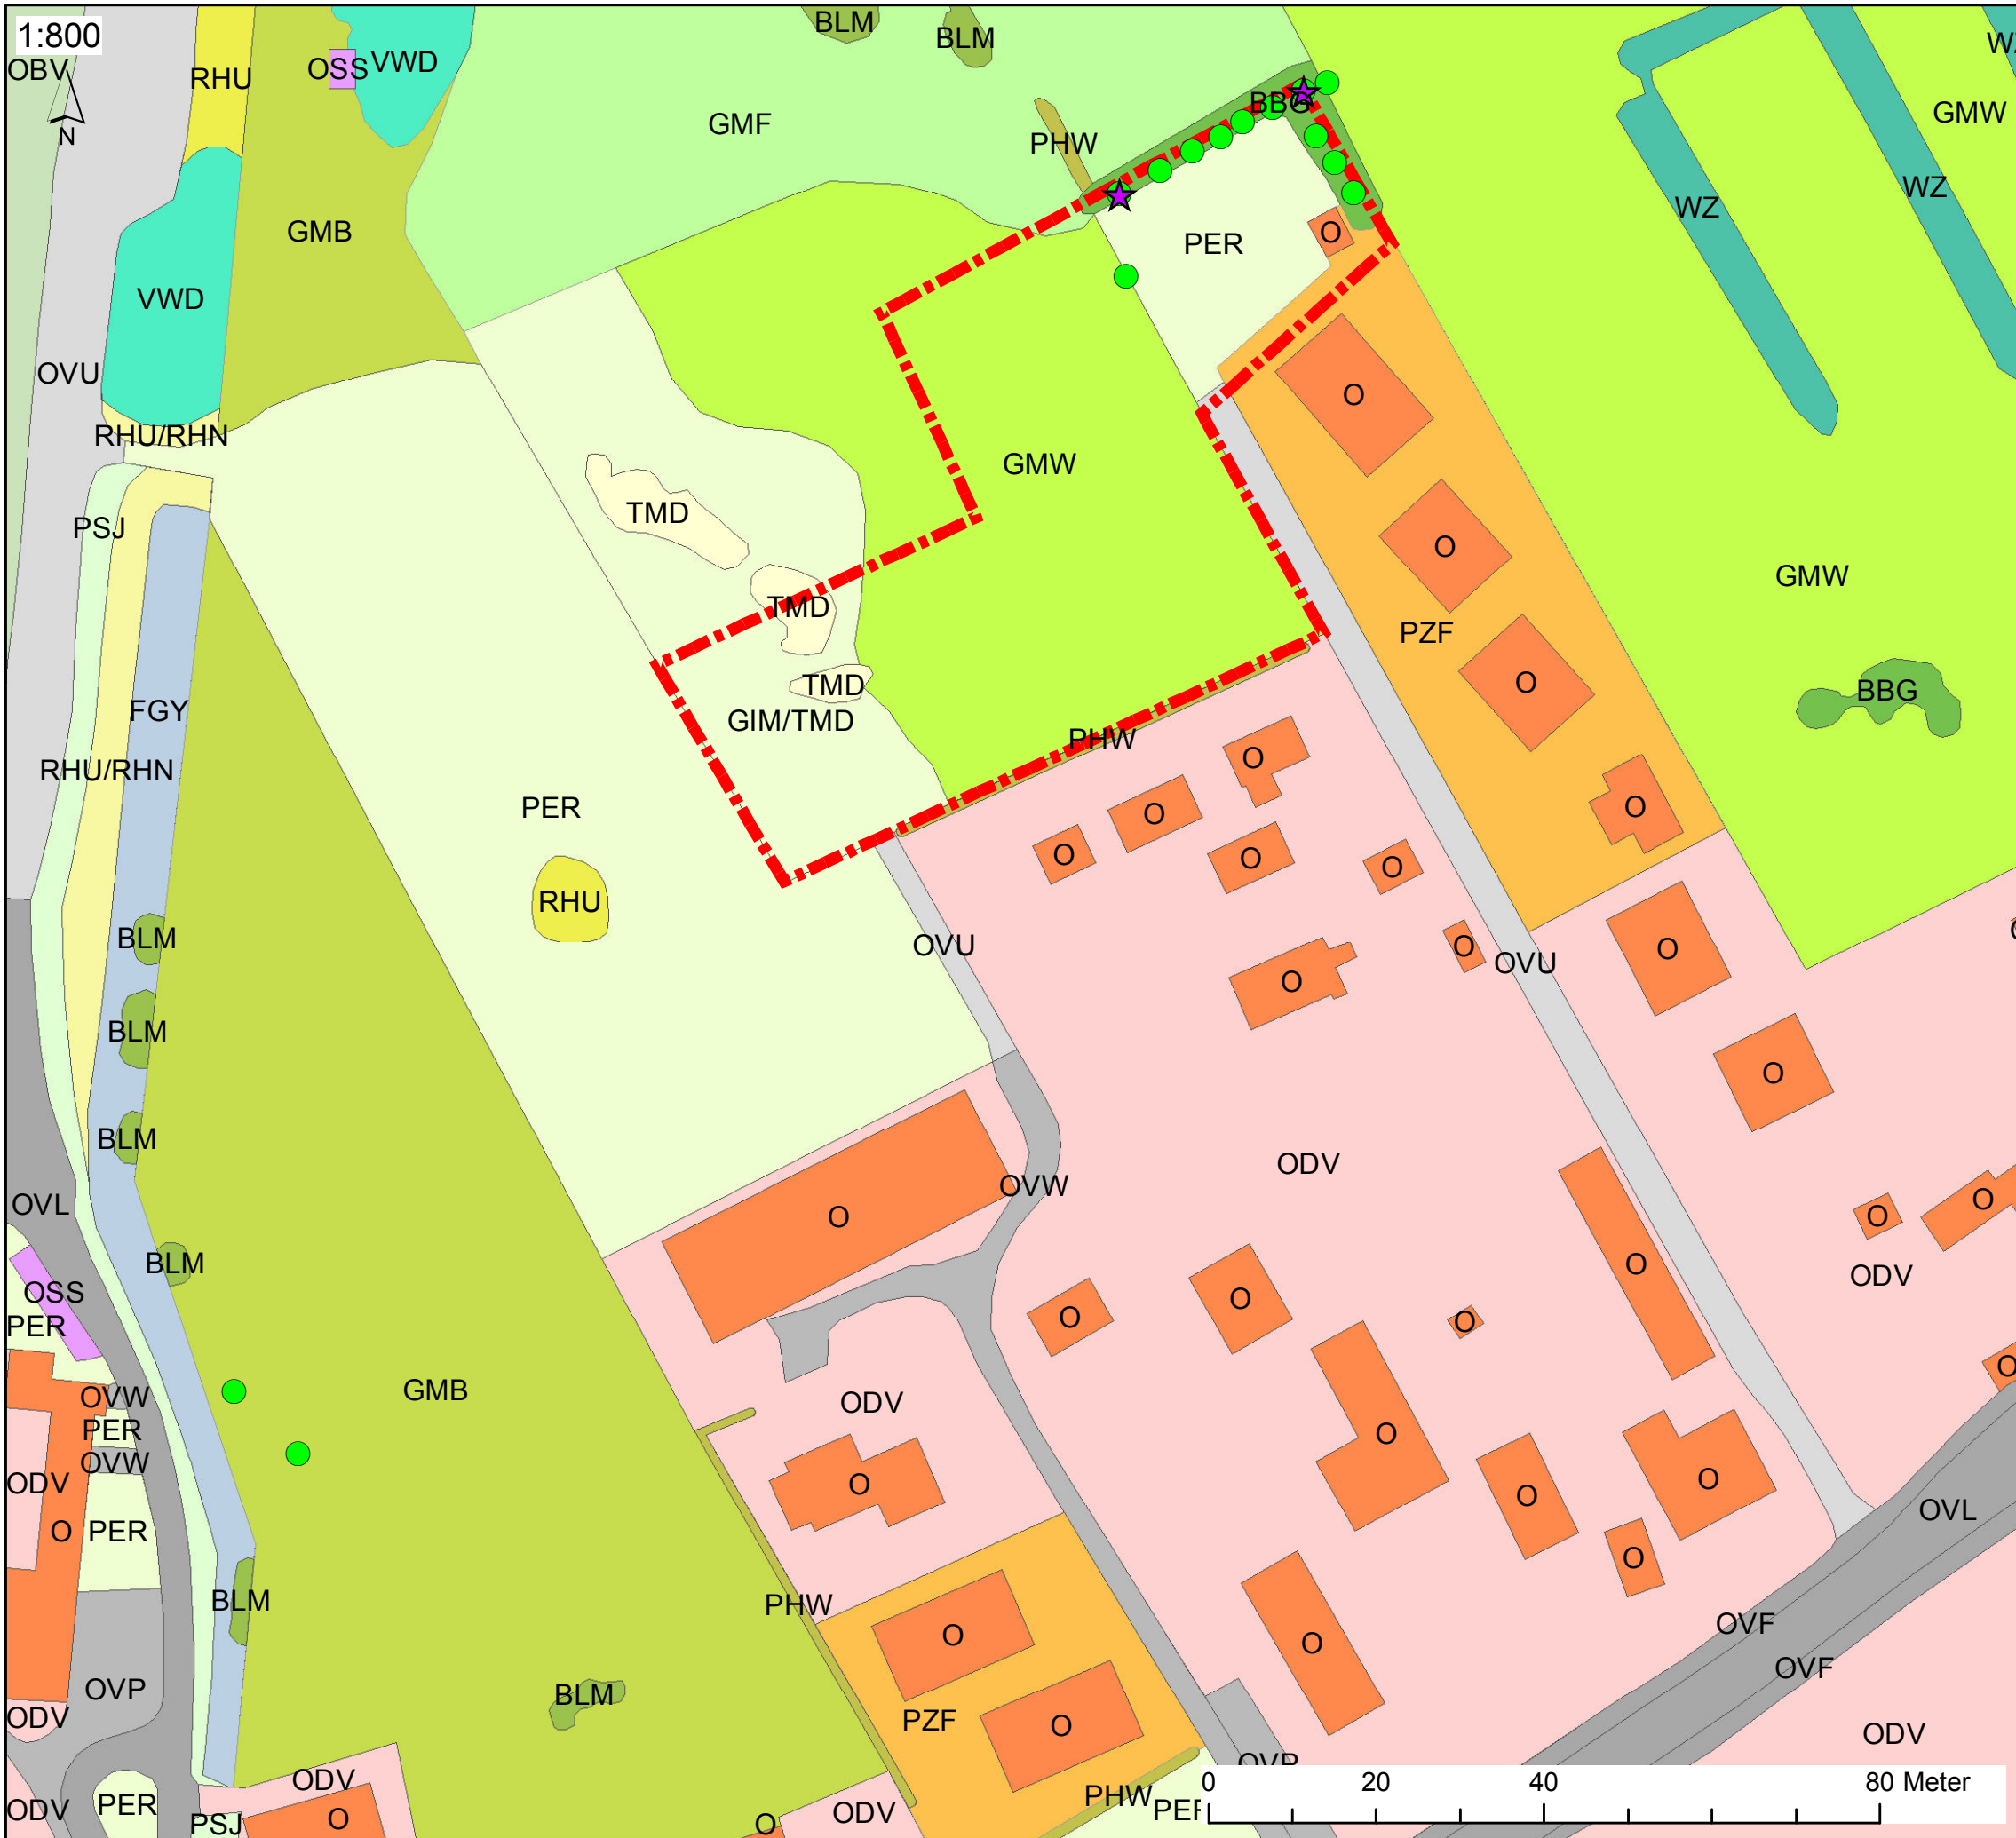 1:800
BLM
BLM
OBV
RHU
OSS
VWD
WZ
N
GMF
PHW
BBG
GMW
WZ
WZ
GMB
PER
O
VWD
OVU
O
RHU/RHN
GMW
TMD
PSJ
O
GMW
TMD
PZF
TMD
O
BBG
FGY
GIM/TMD
PHW
O
RHU/RHN
PER
O
O
O
O
O
RHU
BLM
OVU
O
O
OVU
O
BLM
O
BLM
ODV
OVW
OVL
O
O
O
BLM
O
ODV
OSS
O
PER
O
O
O
GMB
OVW
ODV
PER
O
OVW
ODV
O
O
O
OVL
O
PER
O
BLM
PHW
OVF
O
O
OVF
OVP
BLM
ODV
PZF
O
ODV
OVP
ODV
0 20 40 80 Meter
PHW
PER
PER
ODV
ODV
O
PSJ
O